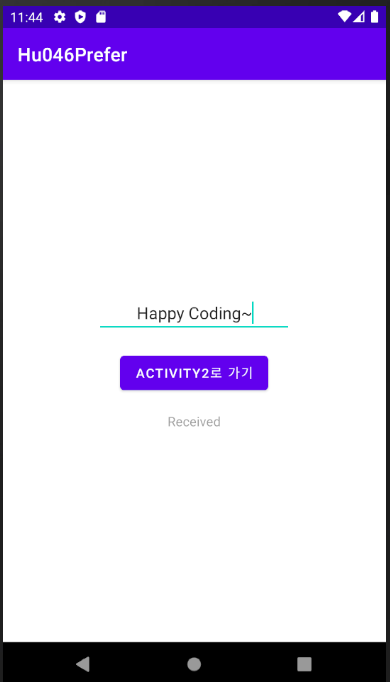 11:44
Hu046Prefer
Happy Coding~
ACTIVITY2로 가기
Received